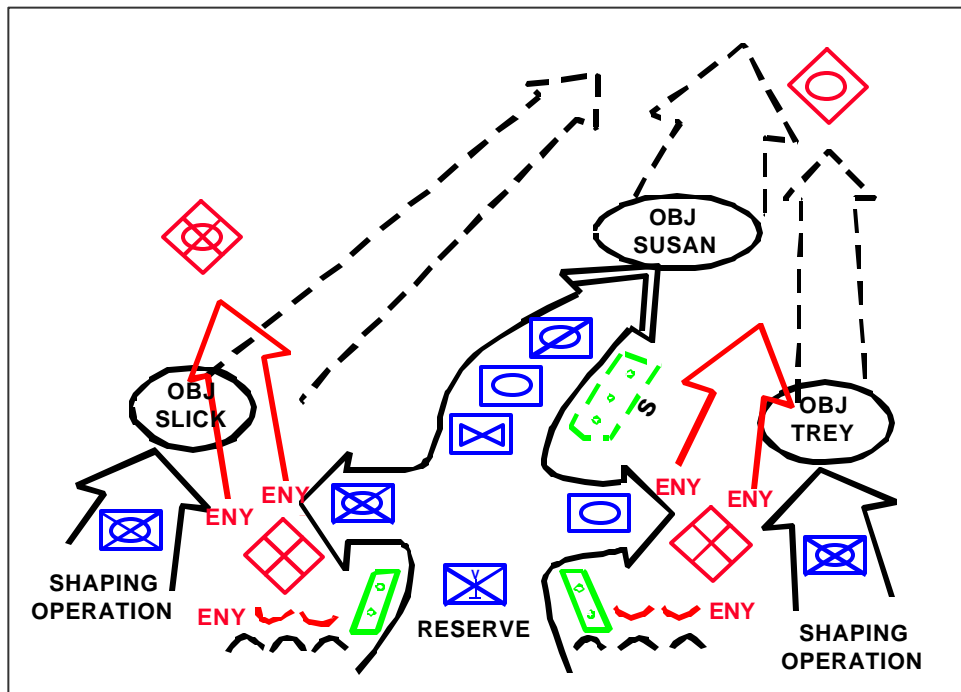 OBJ
SUSAN
OBJ
SLICK
OBJ
TREY
S
ENY
ENY
ENY
ENY
SHAPING
OPERATION
RESERVE
ENY
ENY
SHAPING
OPERATION